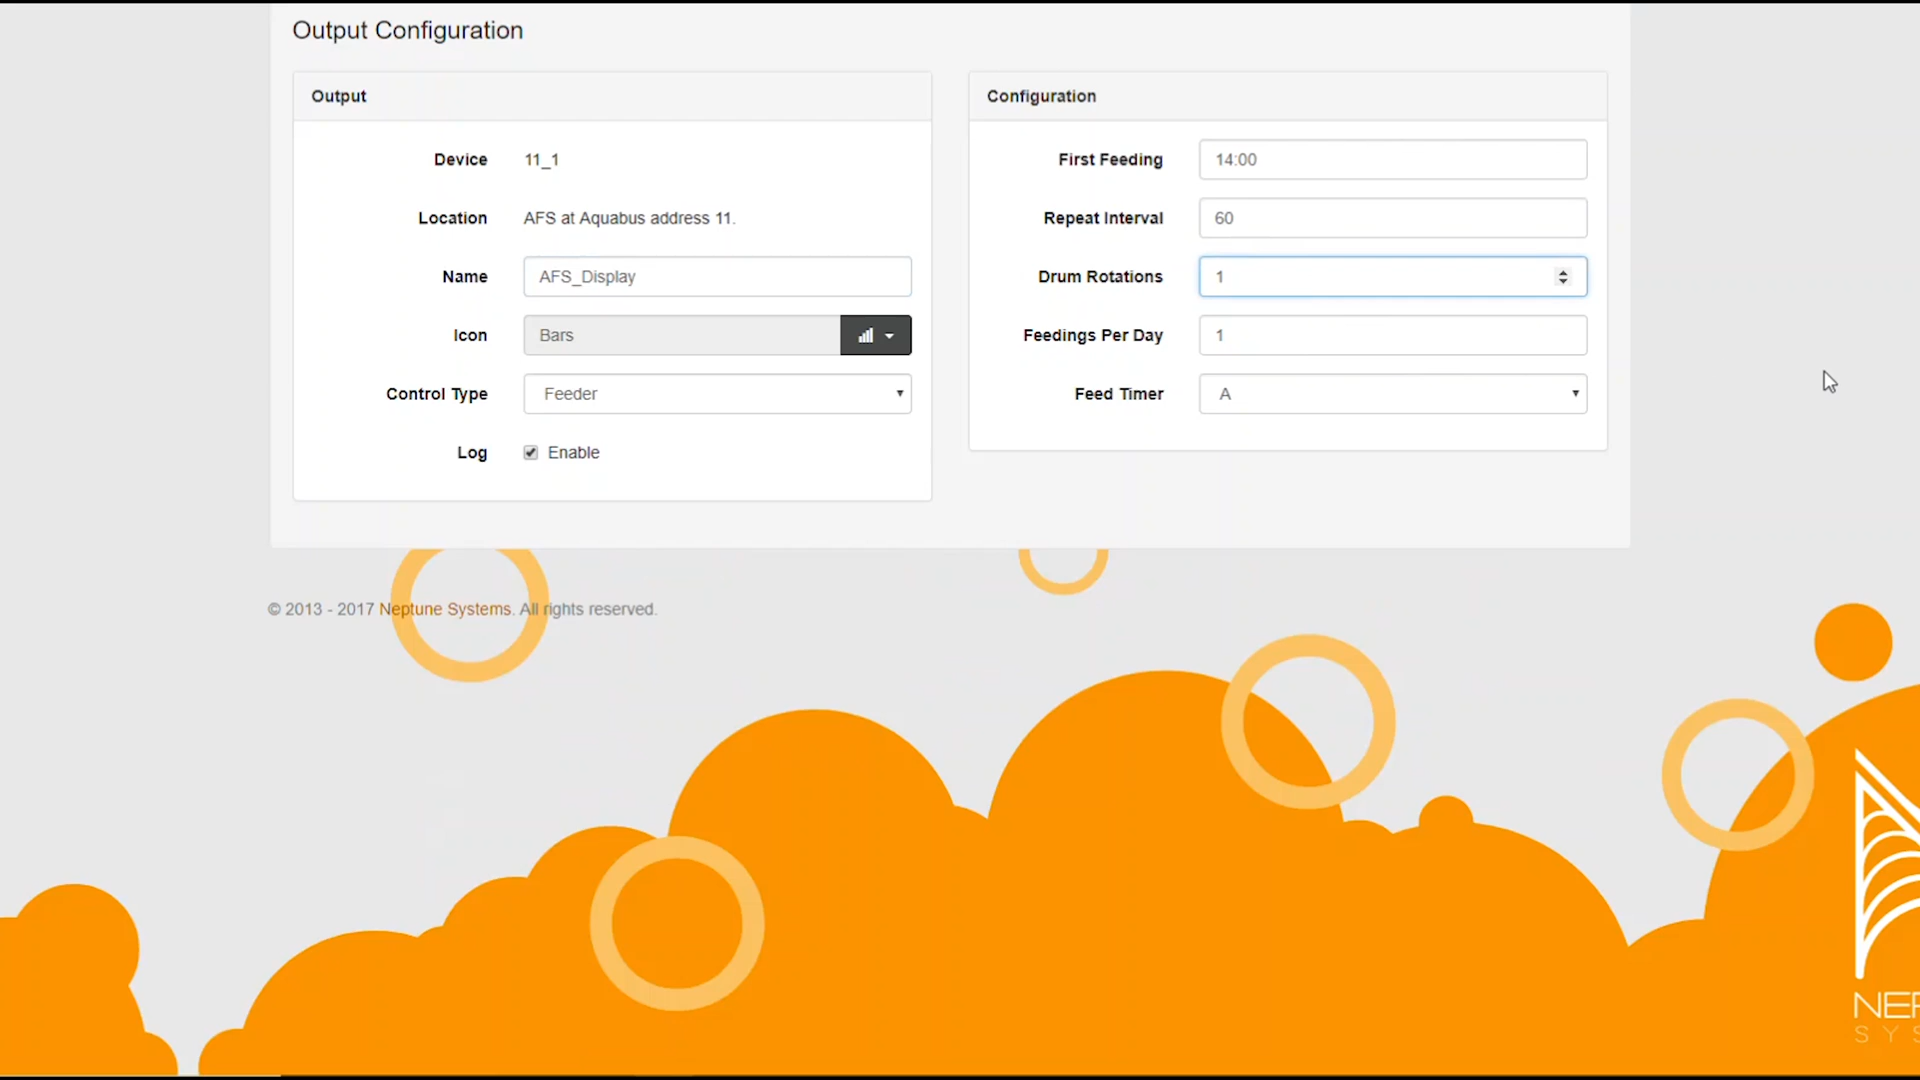 Output Configuration
Output
Device 11_1
Location AFS at Aquabus address 11.
Name AFS_Display
Icon Bars
Control Type Feeder
Log Enable
Configuration
First Feeding 14:00
Repeat Interval 60
Drum Rotations 1
Feedings Per Day 1
Feed Timer A
© 2013 - 2017 Neptune Systems. All rights reserved.